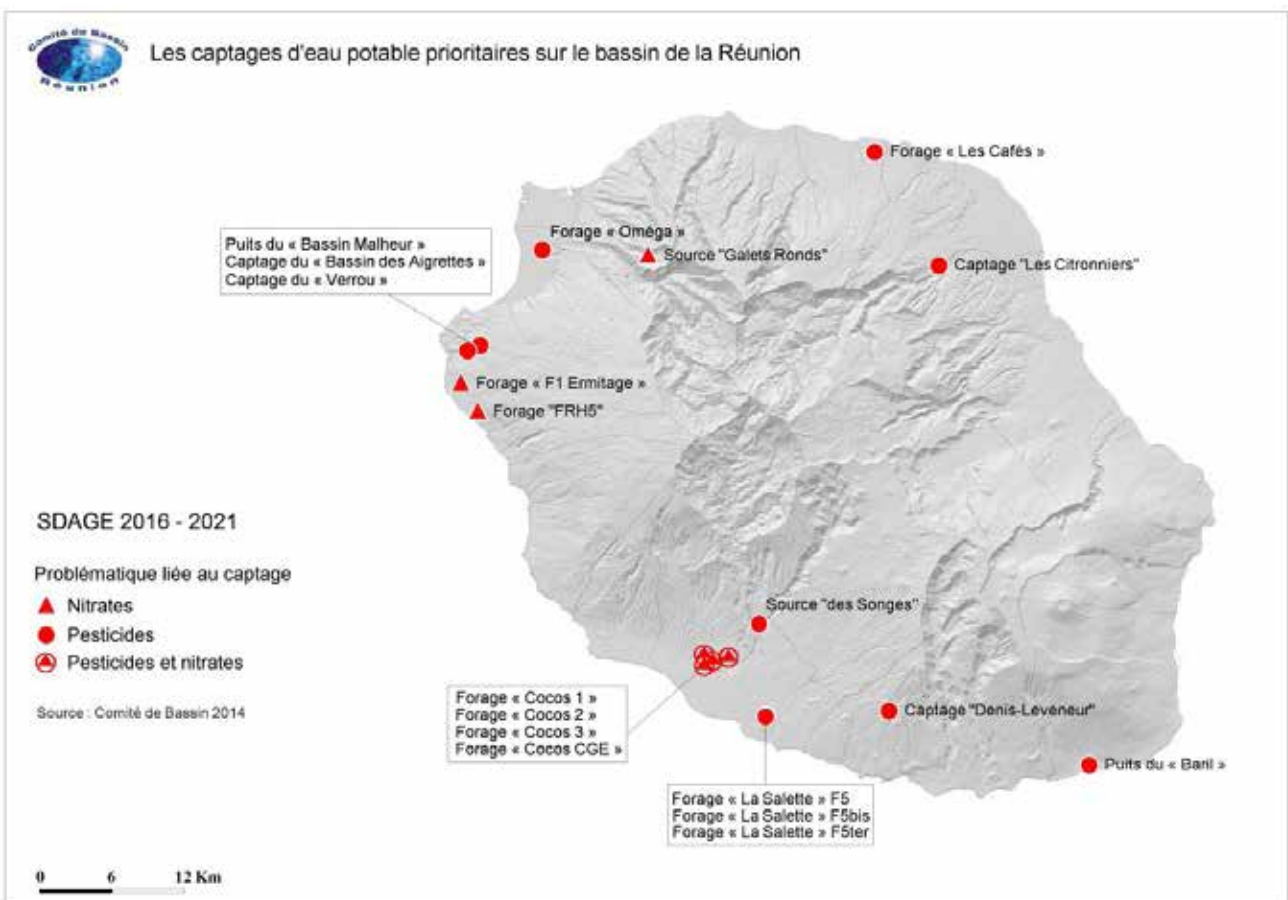 Comité de Bassin
Réunion
Les captages d'eau potable prioritaires sur le bassin de la Réunion
Forage « Les Cafés »
Puits du « Bassin Malheur »
Captage du « Bassin des Aigrettes »
Captage du « Verrou »
Forage « Oméga »
Source "Galets Ronds"
Captage "Les Citronniers"
Forage « F1 Ermitage »
Forage "FRH5"
SDAGE 2016 - 2021
Problématique liée au captage
Nitrates
Pesticides
Pesticides et nitrates
Source : Comité de Bassin 2014
Source "des Songes"
Forage « Cocos 1 »
Forage « Cocos 2 »
Forage « Cocos 3 »
Forage « Cocos CGE »
Captage "Denis-Leveneur"
Puits du « Baril »
Forage « La Salette » F5
Forage « La Salette » F5bis
Forage « La Salette » F5ter
0 6 12 Km